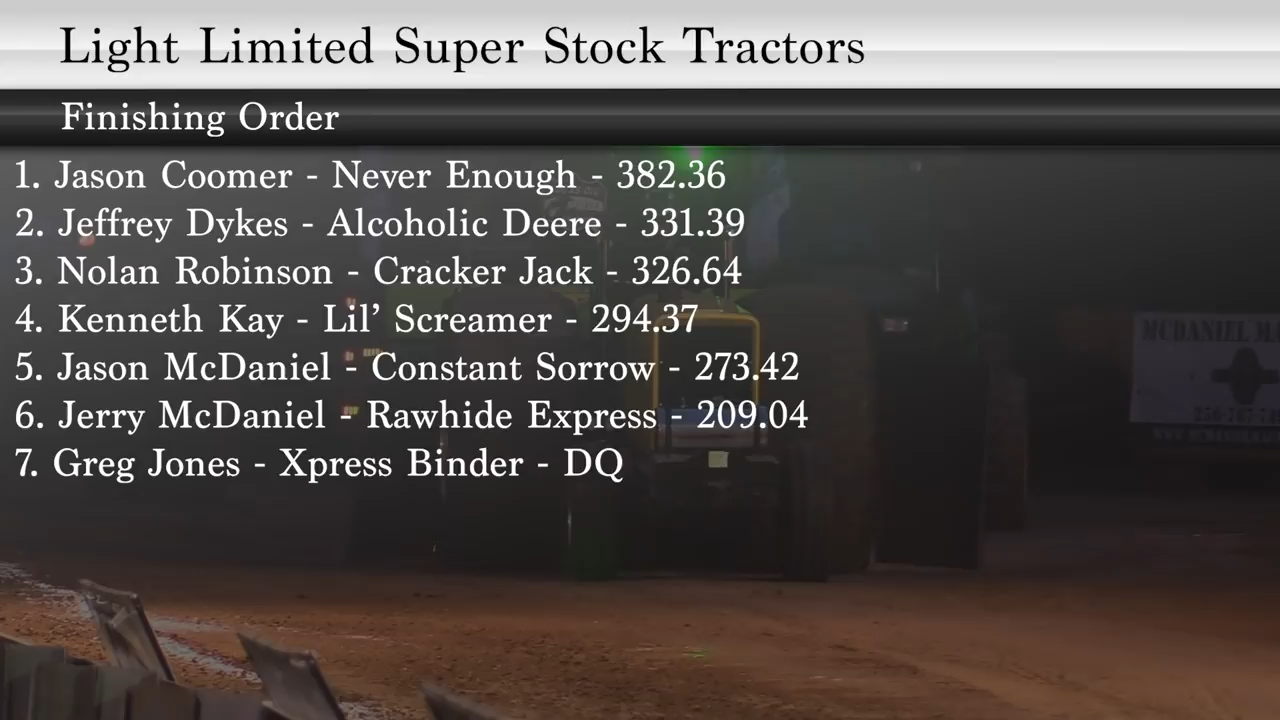 Light Limited Super Stock Tractors
Finishing Order
1. Jason Coomer - Never Enough - 382.36
2. Jeffrey Dykes - Alcoholic Deere - 331.39
3. Nolan Robinson - Cracker Jack - 326.64
4. Kenneth Kay - Lil’ Screamer - 294.37
5. Jason McDaniel - Constant Sorrow - 273.42
6. Jerry McDaniel - Rawhide Express - 209.04
7. Greg Jones - Xpress Binder - DQ
MCDANIEL